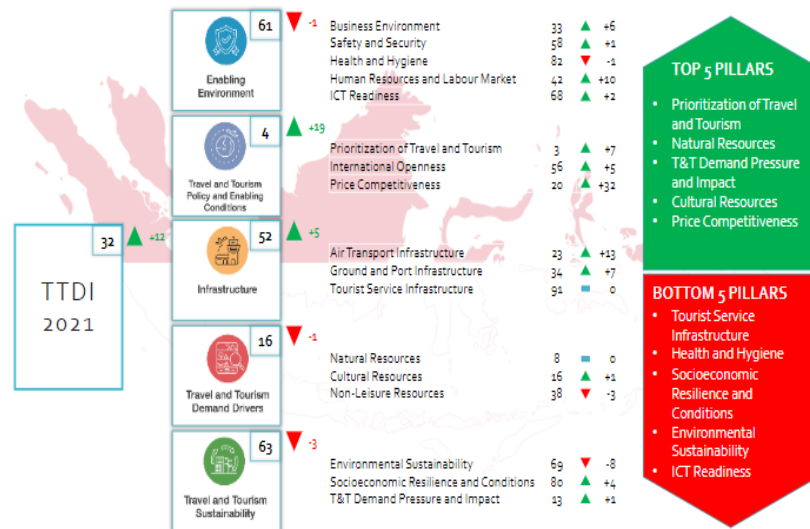 TTDI
2021
32
+12
61
-1
Enabling
Environment
Business Environment 33 +6
Safety and Security 58 +1
Health and Hygiene 82 -1
Human Resources and Labour Market 42 +10
ICT Readiness 68 +2
4
+19
Travel and Tourism
Policy and Enabling
Conditions
Prioritization of Travel and Tourism 3 +7
International Openness 56 +5
Price Competitiveness 20 +32
52
+5
Infrastructure
Air Transport Infrastructure 23 +13
Ground and Port Infrastructure 34 +7
Tourist Service Infrastructure 91 0
16
-1
Travel and Tourism
Demand Drivers
Natural Resources 8 0
Cultural Resources 16 +1
Non-Leisure Resources 38 -3
63
-3
Travel and Tourism
Sustainability
Environmental Sustainability 69 -8
Socioeconomic Resilience and Conditions 80 +4
T&T Demand Pressure and Impact 13 +1
TOP 5 PILLARS
• Prioritization of Travel
and Tourism
• Natural Resources
• T&T Demand Pressure
and Impact
• Cultural Resources
• Price Competitiveness
BOTTOM 5 PILLARS
• Tourist Service
Infrastructure
• Health and Hygiene
• Socioeconomic
Resilience and
Conditions
• Environmental
Sustainability
• ICT Readiness